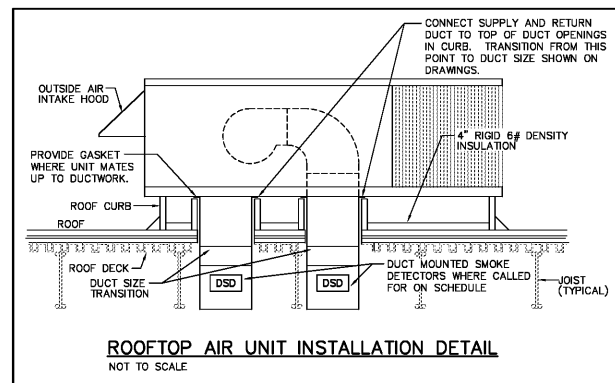 CONNECT SUPPLY AND RETURN
DUCT TO TOP OF DUCT OPENINGS
IN CURB. TRANSITION FROM THIS
POINT TO DUCT SIZE SHOWN ON
DRAWINGS.
OUTSIDE AIR
INTAKE HOOD
4" RIGID 6# DENSITY
INSULATION
PROVIDE GASKET
WHERE UNIT MATES
UP TO DUCTWORK.
ROOF CURB
ROOF
ROOF DECK
DUCT SIZE
TRANSITION
DSD
DSD
DUCT MOUNTED SMOKE
DETECTORS WHERE CALLED
FOR ON SCHEDULE
JOIST
(TYPICAL)
ROOFTOP AIR UNIT INSTALLATION DETAIL
NOT TO SCALE